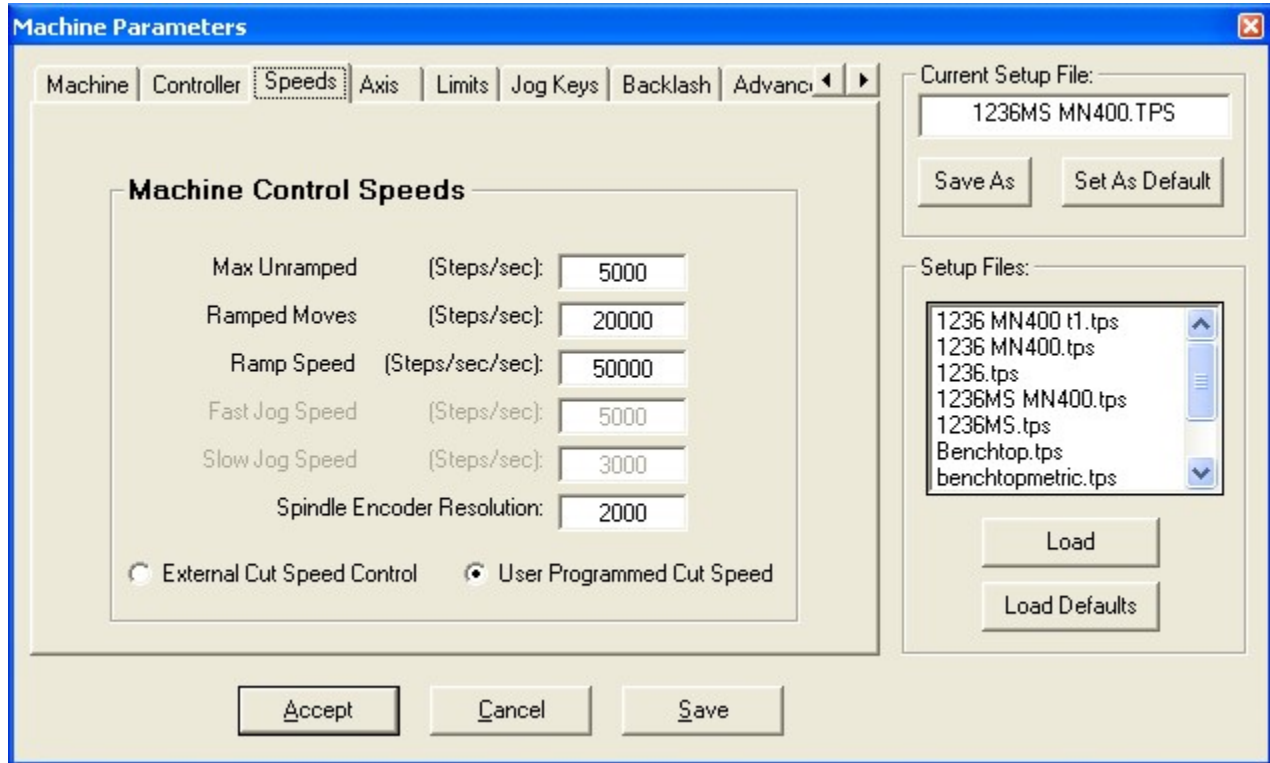 Machine Parameters
Machine Controller Speeds Axis Limits Jog Keys Backlash Advanc
Machine Control Speeds
Max Unramped (Steps/sec): 5000
Ramped Moves (Steps/sec): 20000
Ramp Speed (Steps/sec/sec): 50000
Fast Jog Speed (Steps/sec): 5000
Slow Jog Speed (Steps/sec): 3000
Spindle Encoder Resolution: 2000
External Cut Speed Control User Programmed Cut Speed
Accept Cancel Save
Current Setup File:
1236MS MN400.TPS
Save As Set As Default
Setup Files:
1236 MN400 t1.tps
1236 MN400.tps
1236.tps
1236MS MN400.tps
1236MS.tps
Benchtop.tps
benchtopmetric.tps
Load
Load Defaults